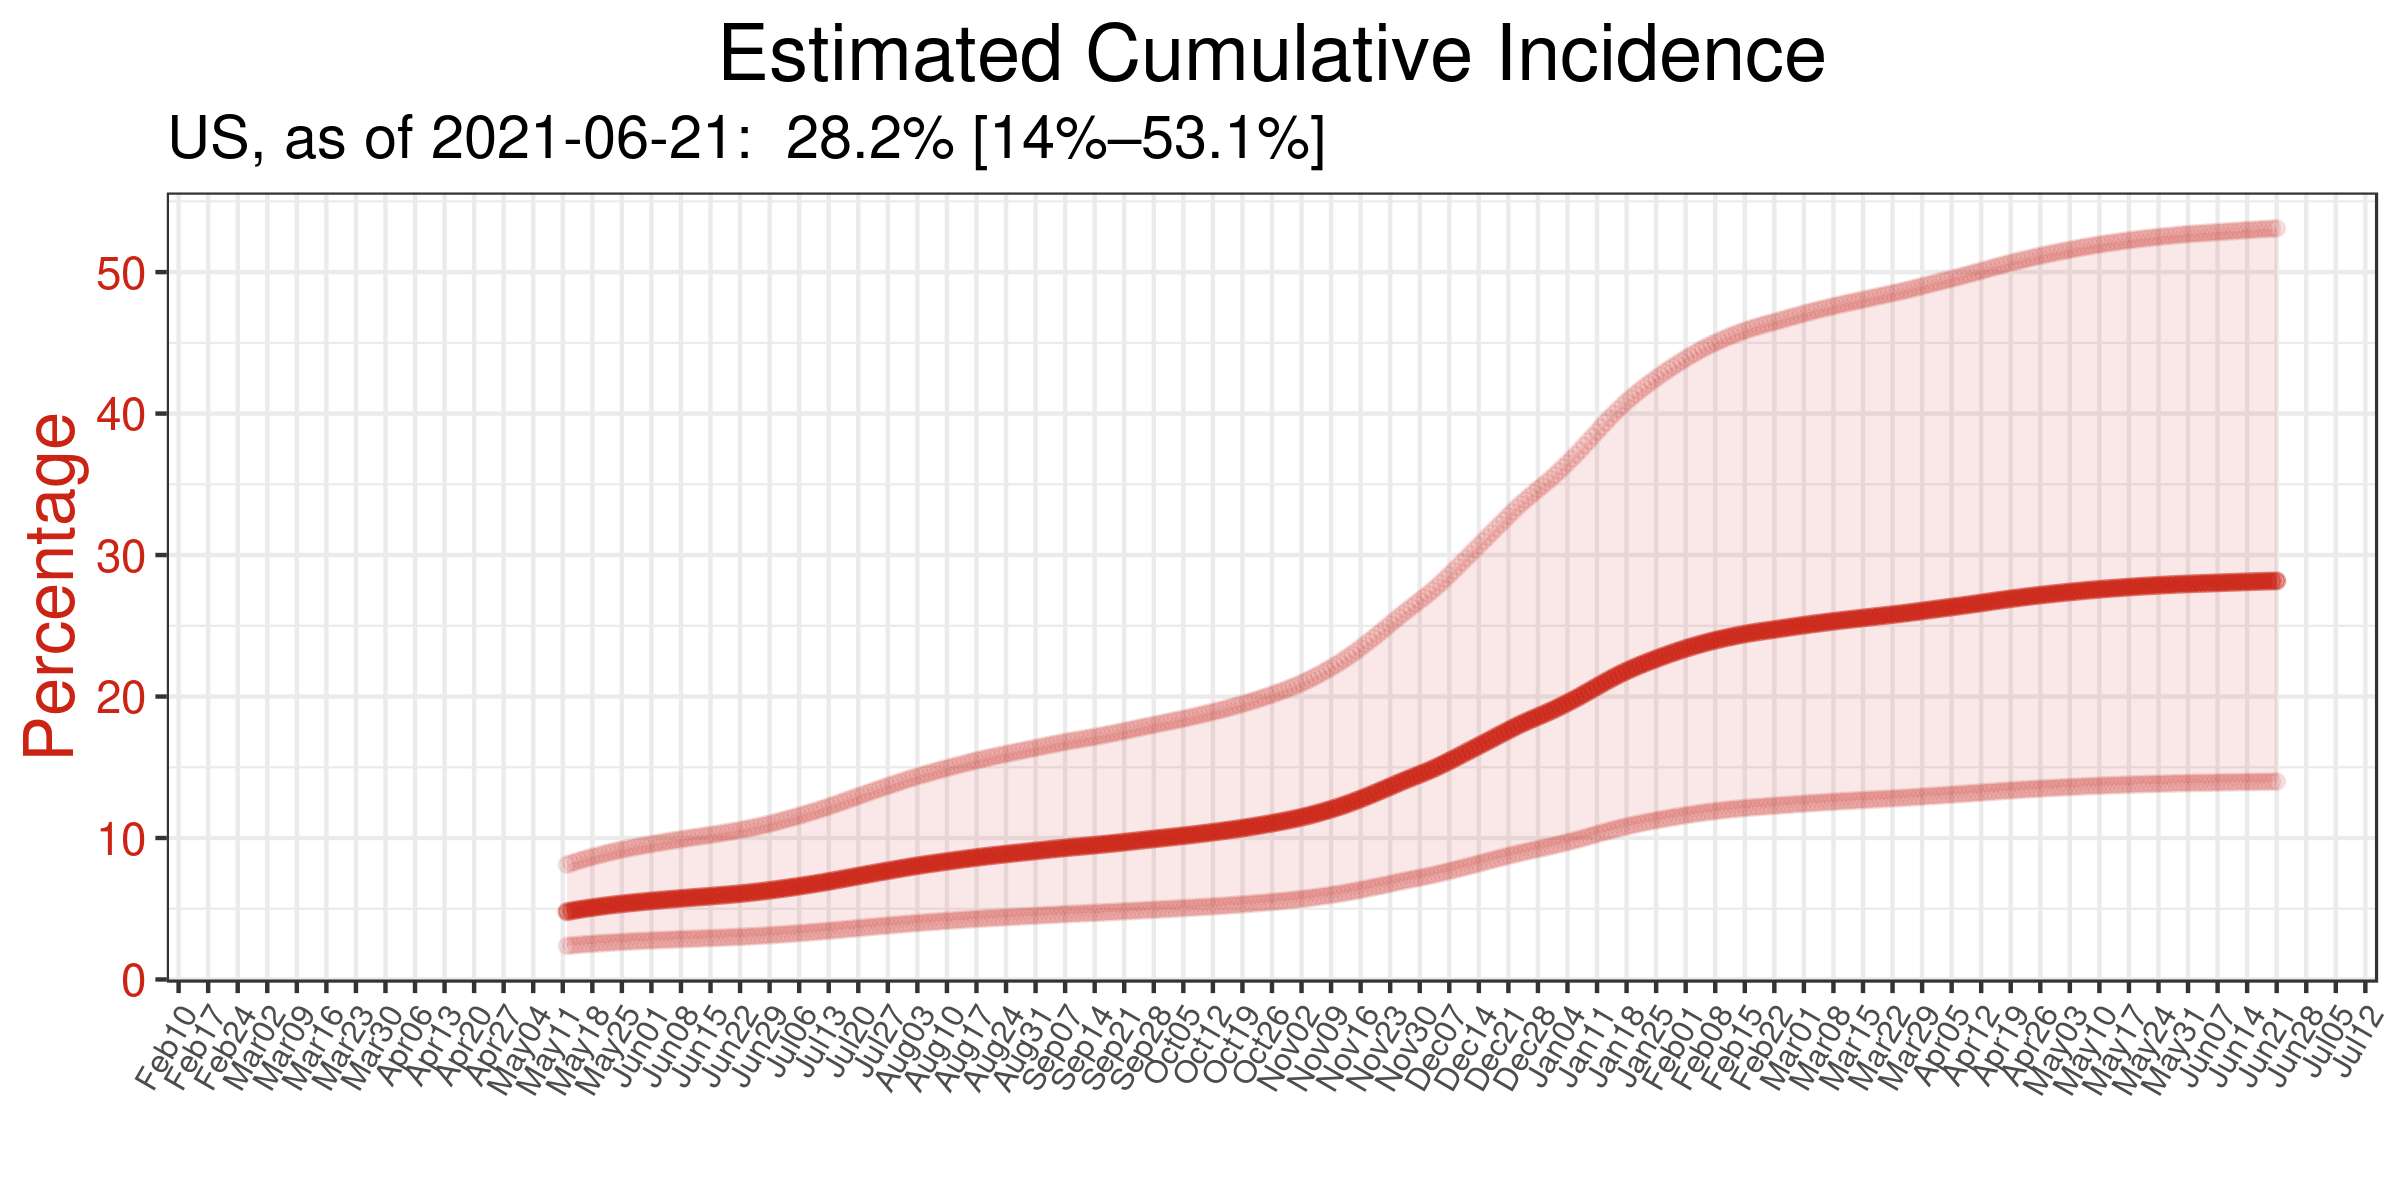 Estimated Cumulative Incidence
US, as of 2021-06-21: 28.2% [14%–53.1%]
Percentage
50
40
30
20
10
0
Feb10
Feb17
Feb24
Mar02
Mar09
Mar16
Mar23
Mar30
Apr06
Apr13
Apr20
Apr27
May04
May11
May18
May25
Jun01
Jun08
Jun15
Jun22
Jun29
Jul06
Jul13
Jul20
Jul27
Aug03
Aug10
Aug17
Aug24
Aug31
Sep07
Sep14
Sep21
Sep28
Oct05
Oct12
Oct19
Oct26
Nov02
Nov09
Nov16
Nov23
Nov30
Dec07
Dec14
Dec21
Dec28
Jan04
Jan11
Jan18
Jan25
Feb01
Feb08
Feb15
Feb22
Mar01
Mar08
Mar15
Mar22
Mar29
Apr05
Apr12
Apr19
Apr26
May03
May10
May17
May24
May31
Jun07
Jun14
Jun21
Jun28
Jul05
Jul12